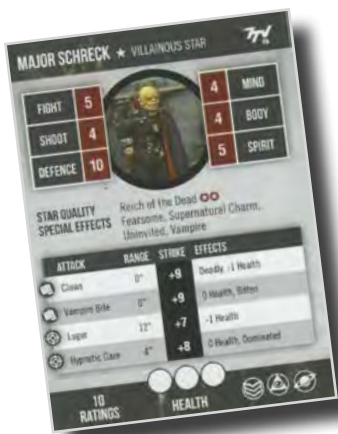 MAJOR SCHRECK ★ VILLAINOUS STAR
FIGHT 5
SHOOT 4
DEFENCE 10
4 MIND
4 BODY
5 SPIRIT
STAR QUALITY Reich of the Dead
SPECIAL EFFECTS Fearsome, Supernatural Charm,
Uninvited, Vampire
ATTACK RANGE STRIKE EFFECTS
Claws 0" +9 Deadly, -1 Health
Vampire Bite 0" +9 0 Health, Bitten
Luger 12" +7 -1 Health
Hypnotic Gaze 4" +8 0 Health, Dominated
10
RATINGS
HEALTH